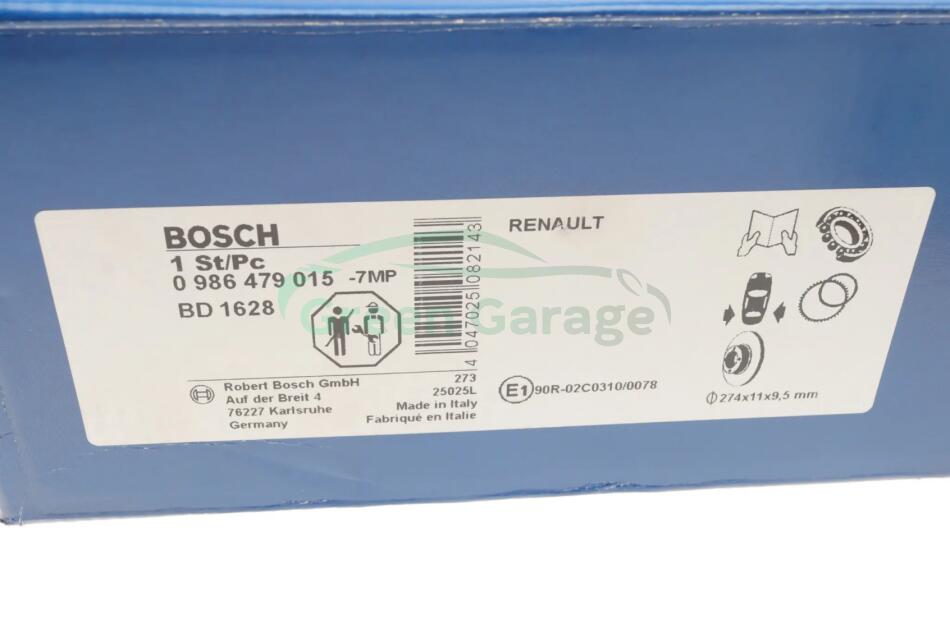 BOSCH
1 St/Pc
0 986 479 015 -7MP
BD 1628
4 047025 082143
RENAULT
Green Garage
Robert Bosch GmbH
Auf der Breit 4
76227 Karlsruhe
Germany
273
25025L
Made in Italy
Fabriqué en Italie
E1 90R-02C0310/0078
∅ 274x11x9,5 mm